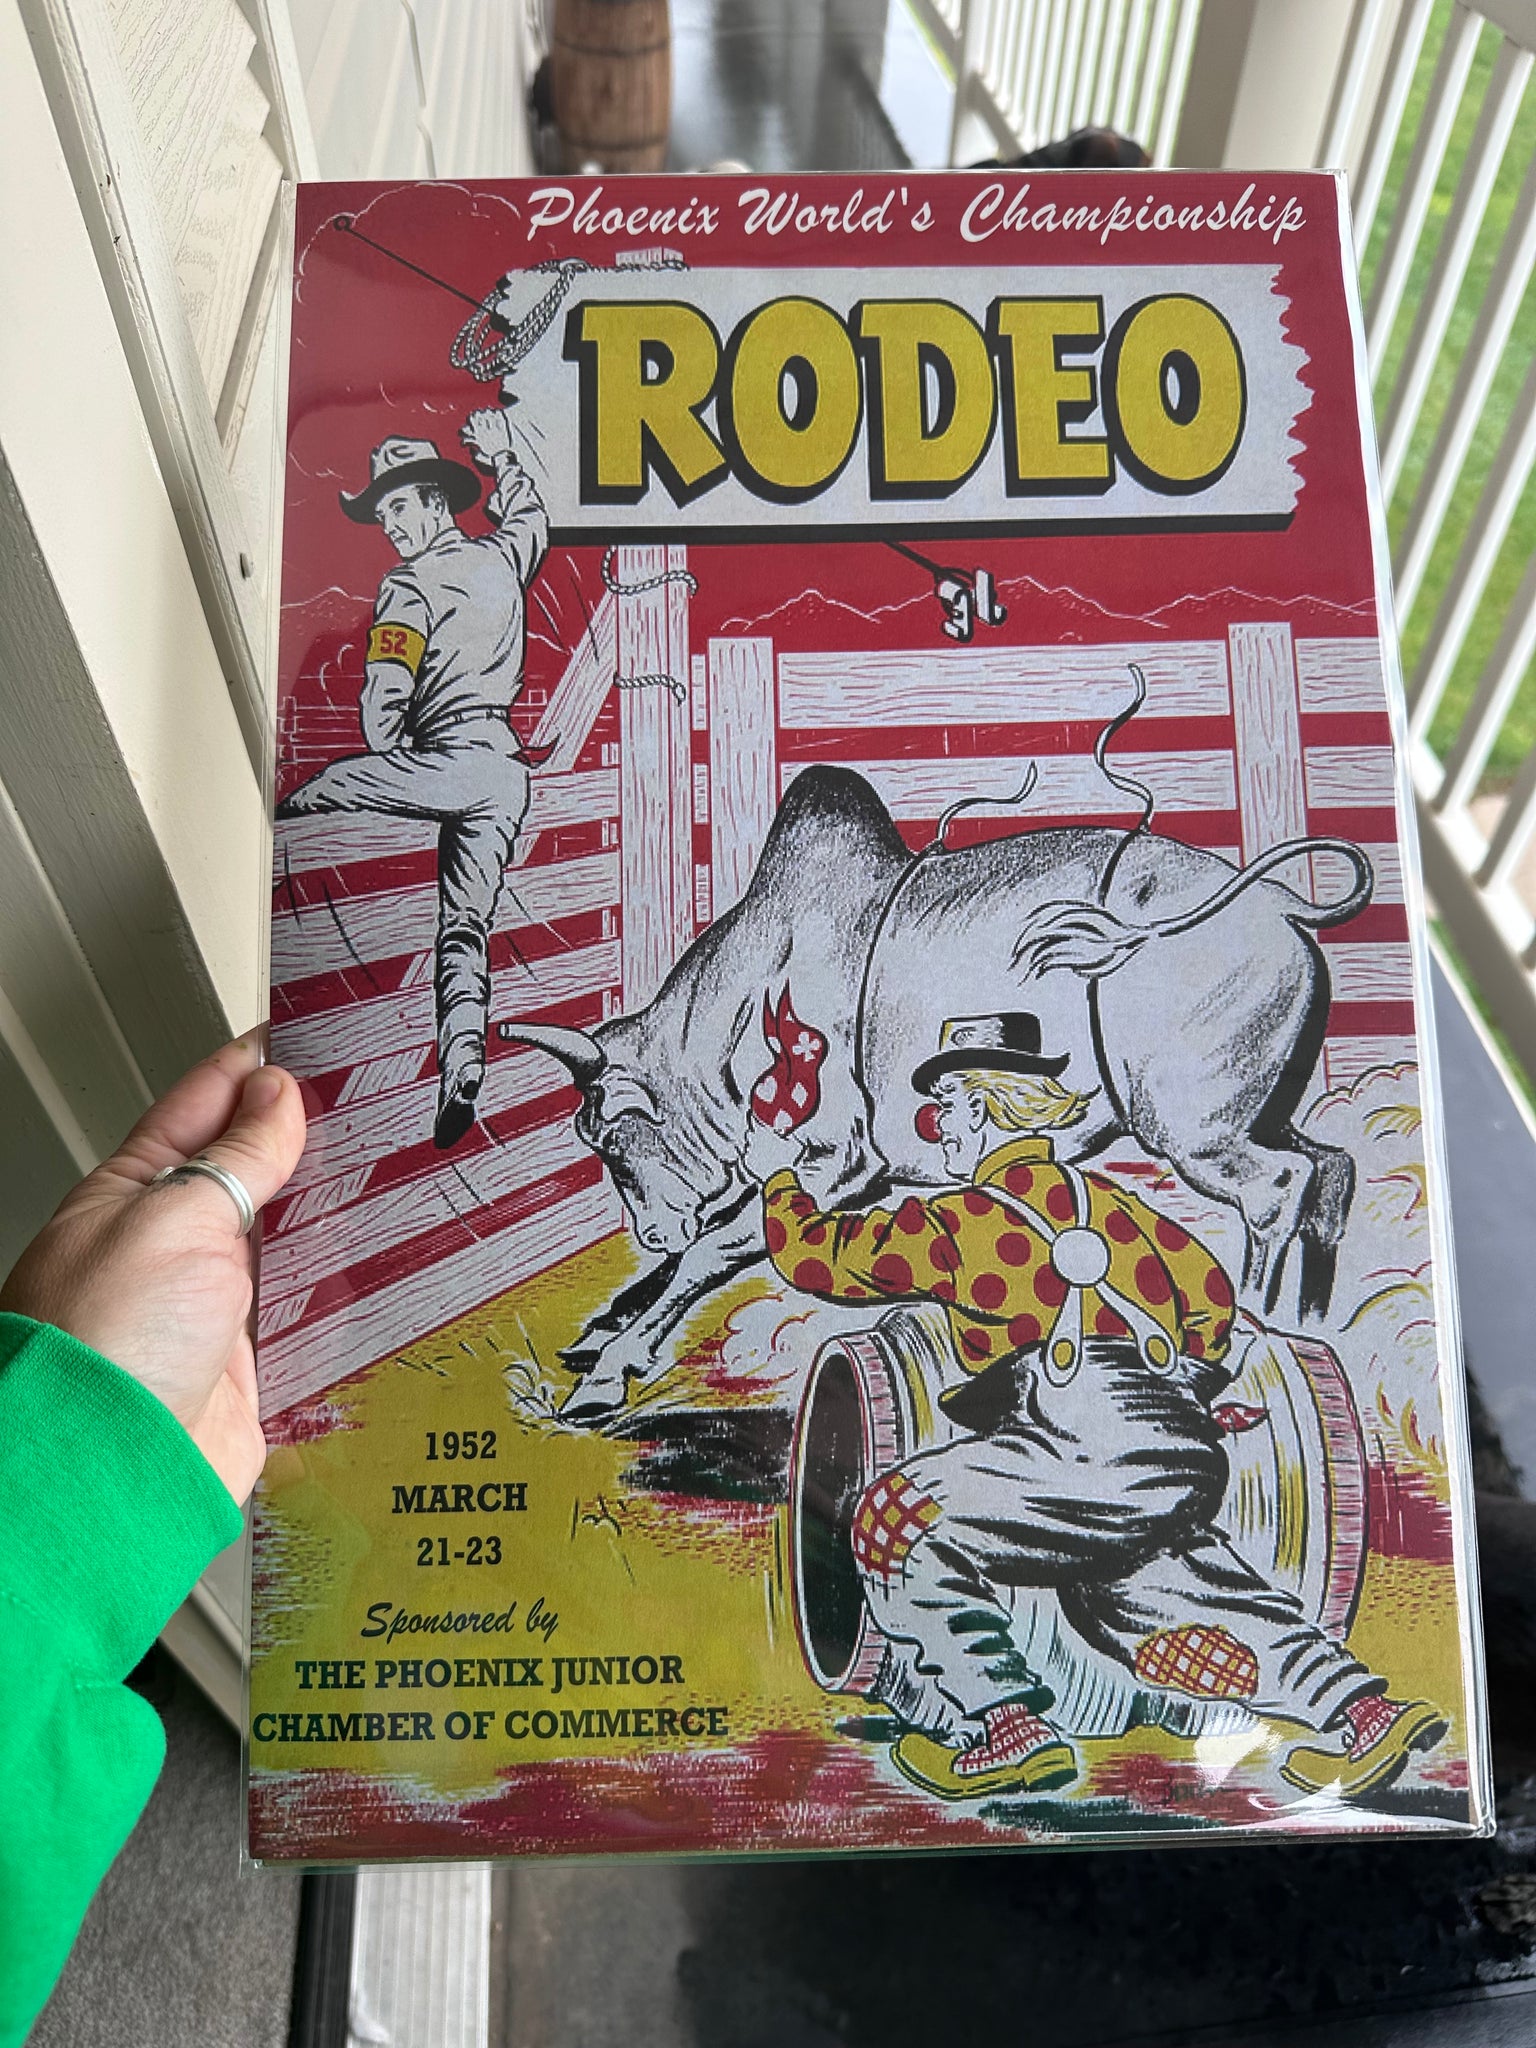 Phoenix World's Championship
RODEO
52
1952
MARCH
21-23
Sponsored by
THE PHOENIX JUNIOR
CHAMBER OF COMMERCE